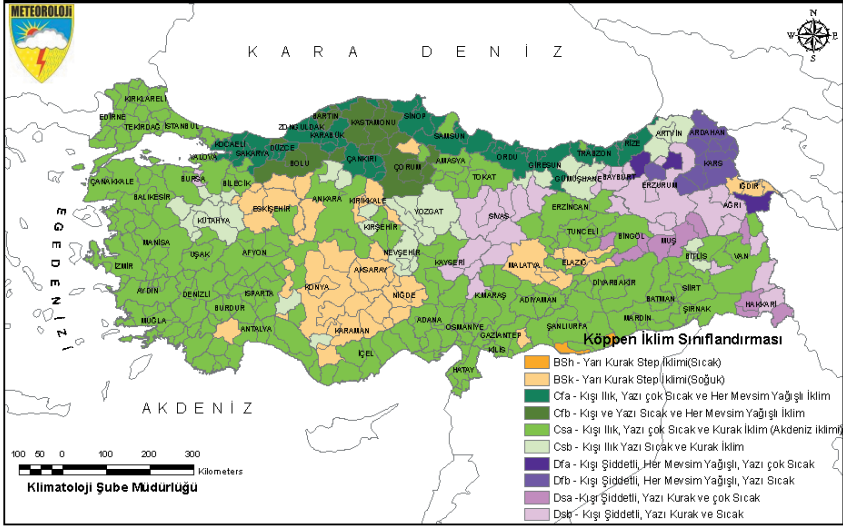 METEOROLOJİ
N
W E
S
KARA DENİZ
KIRKLARELİ
EDİRNE
TEKİRDAĞ
İSTANBUL
BARTIN
KASTAMONU
SİNOP
ZONGULDAK
KARABÜK
SAMSUN
KOCAELİ
SAKARYA
DÜZCE
BOLU
ÇANKIRI
ÇORUM
AMASYA
ORDU
GİRESUN
TRABZON
RİZE
ARTVİN
ARDAHAN
KARS
YALOVA
BURSA
BİLECİK
ÇANAKKALE
BALIKESİR
ESKİŞEHİR
ANKARA
KIRIKKALE
TOKAT
GÜMÜŞHANE
BAYBURT
ERZURUM
IĞDIR
AĞRI
KÜTAHYA
YOZGAT
SİVAS
ERZİNCAN
KIRŞEHİR
TUNCELİ
BİNGÖL
MUŞ
MANİSA
UŞAK
AFYON
NEVŞEHİR
KAYSERİ
MALATYA
ELAZIĞ
BİTLİS
VAN
İZMİR
AKSARAY
KONYA
NİĞDE
DİYARBAKIR
SİİRT
AYDIN
DENİZLİ
ISPARTA
BURDUR
K.MARAŞ
ADIYAMAN
BATMAN
ŞIRNAK
HAKKARİ
MUĞLA
ANTALYA
KARAMAN
ADANA
OSMANİYE
GAZİANTEP
ŞANLIURFA
MARDİN
İÇEL
KİLİS
HATAY
EGE DENİZİ
AKDENİZ
Köppen İklim Sınıflandırması
BSh - Yarı Kurak Step İklimi(Sıcak)
BSk - Yarı Kurak Step İklimi(Soğuk)
Cfa - Kışı Ilık, Yazı çok Sıcak ve Her Mevsim Yağışlı İklim
Cfb - Kışı ve Yazı Sıcak ve Her Mevsim Yağışlı İklim
Csa - Kışı Ilık, Yazı çok Sıcak ve Kurak İklim (Akdeniz iklimi)
Csb - Kışı Ilık Yazı Sıcak ve Kurak İklim
Dfa - Kışı Şiddetli, Her Mevsim Yağışlı, Yazı çok Sıcak
Dfb - Kışı Şiddetli, Her Mevsim Yağışlı, Yazı Sıcak
Dsa -Kışı Şiddetli, Yazı Kurak ve çok Sıcak
Dsb - Kışı Şiddetli, Yazı Kurak ve Sıcak
100 50 0 100 200 300
Kilometers
Klimatoloji Şube Müdürlüğü